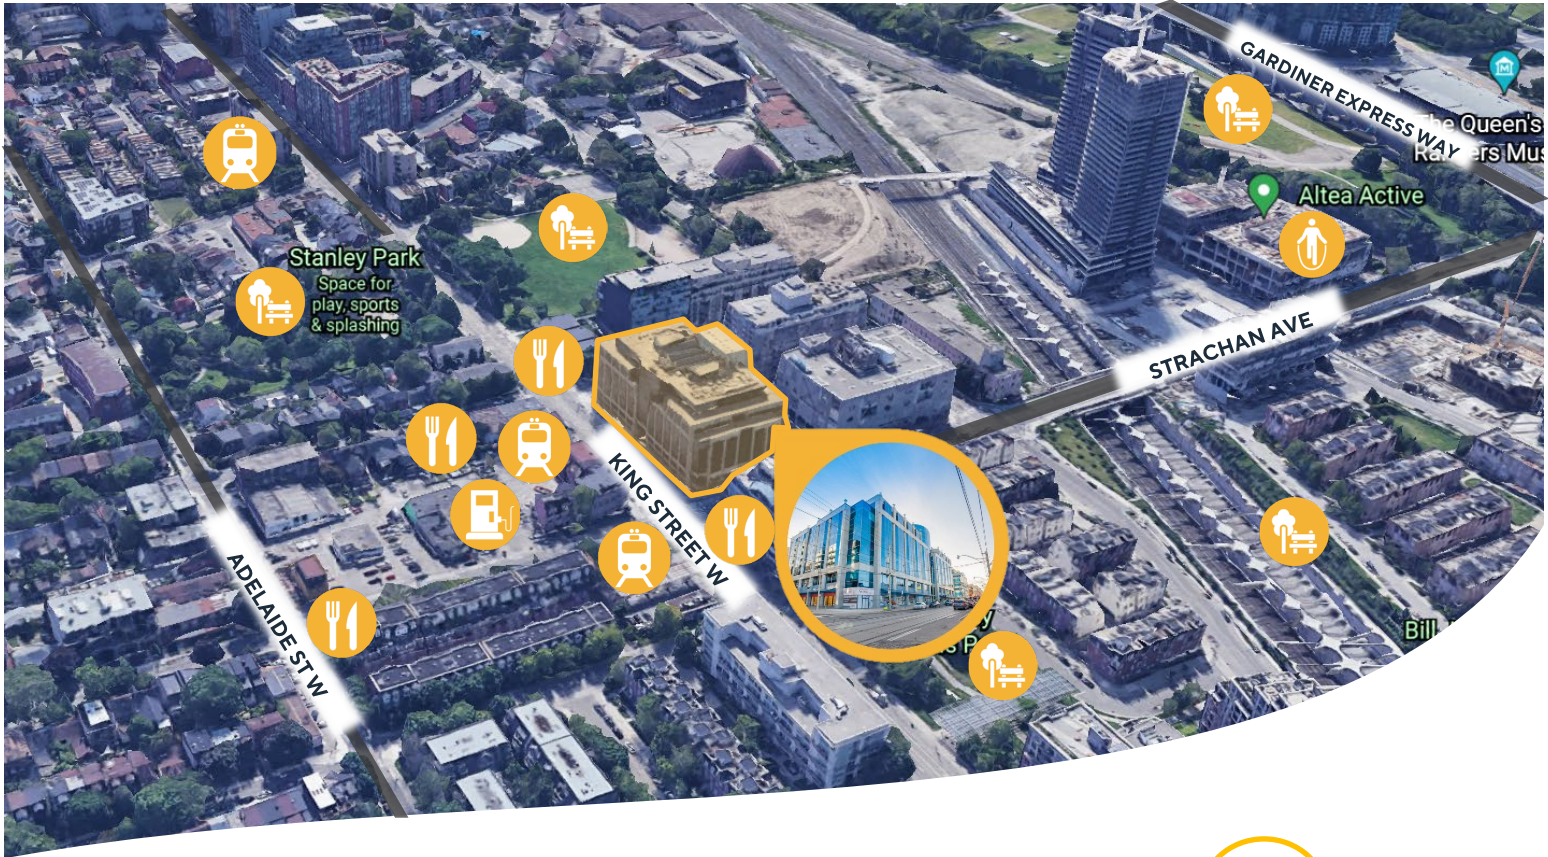 GARDINER EXPRESS WAY
The Queen's
Altea Active
Stanley Park
Space for
play, sports
& splashing
STRACHAN AVE
KING STREET W
ADELAIDE ST W
Bill